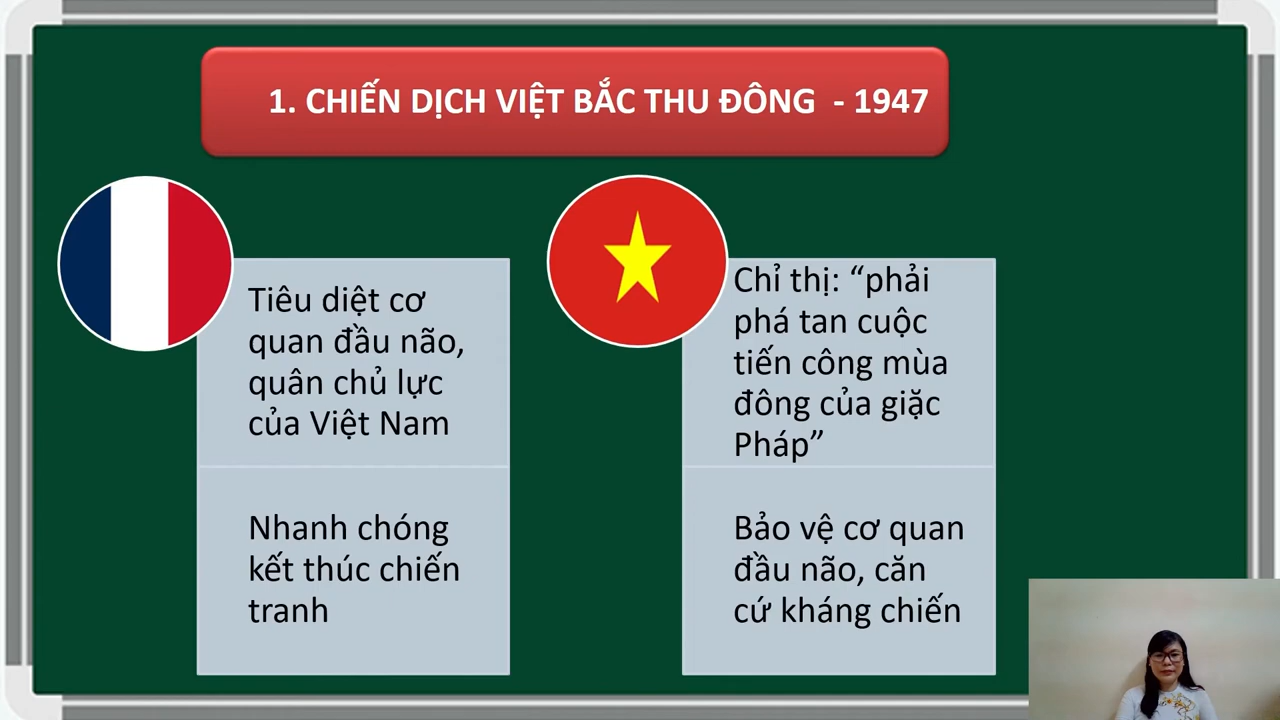 1. CHIẾN DỊCH VIỆT BẮC THU ĐÔNG - 1947
Tiêu diệt cơ
quan đầu não,
quân chủ lực
của Việt Nam
Nhanh chóng
kết thúc chiến
tranh
Chỉ thị: “phải
phá tan cuộc
tiến công mùa
đông của giặc
Pháp”
Bảo vệ cơ quan
đầu não, căn
cứ kháng chiến